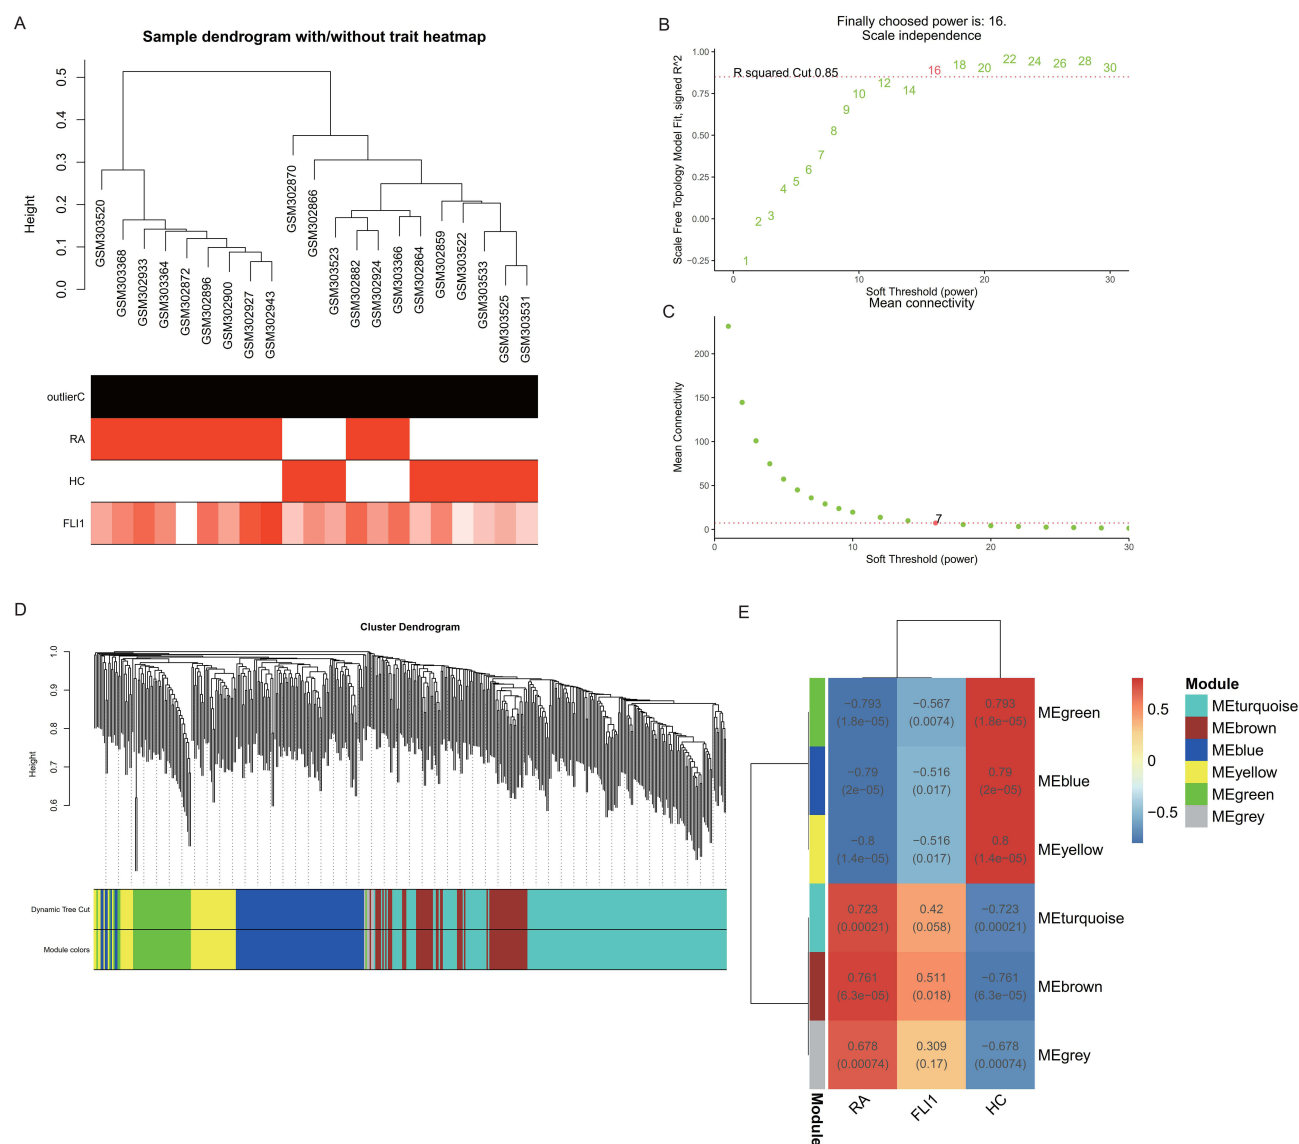 A
Sample dendrogram with/without trait heatmap
Height
0.5
0.4
0.3
0.2
0.1
0.0
GSM303520
GSM303368
GSM302933
GSM303364
GSM302872
GSM302896
GSM302900
GSM302927
GSM302943
GSM302870
GSM302866
GSM303523
GSM302882
GSM302924
GSM303366
GSM302864
GSM302859
GSM303522
GSM303533
GSM303525
GSM303531
outlierC
RA
HC
FLI1
B
Finally choosed power is: 16.
Scale independence
Scale Free Topology Model Fit, signed R^2
1.00
0.75
0.50
0.25
0.00
−0.25
R squared Cut 0.85
1
2
3
4
5
6
7
8
9
10
12
14
16
18
20
22
24
26
28
30
0
10
20
30
Soft Threshold (power)
C
Mean connectivity
Mean Connectivity
200
150
100
50
0
7
0
10
20
30
Soft Threshold (power)
D
Cluster Dendrogram
Height
1.0
0.9
0.8
0.7
0.6
Dynamic Tree Cut
Module colors
E
−0.793 −0.567 0.793 MEgreen
(1.8e−05) (0.0074) (1.8e−05)
−0.79 −0.516 0.79 MEblue
(2e−05) (0.017) (2e−05)
−0.8 −0.516 0.8 MEyellow
(1.4e−05) (0.017) (1.4e−05)
0.723 0.42 −0.723 MEturquoise
(0.00021) (0.058) (0.00021)
0.761 0.511 −0.761 MEbrown
(6.3e−05) (0.018) (6.3e−05)
0.678 0.309 −0.678 MEgrey
(0.00074) (0.17) (0.00074)
Module
RA
FLI1
HC
0.5
0
−0.5
Module
MEturquoise
MEbrown
MEblue
MEyellow
MEgreen
MEgrey